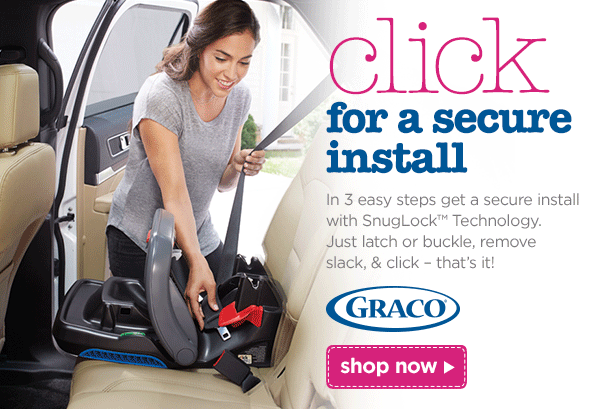 click
for a secure
install
In 3 easy steps get a secure install
with SnugLock™ Technology.
Just latch or buckle, remove
slack, & click – that's it!
GRACO®
shop now ▸